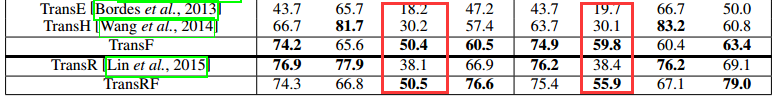 TransE [Bordes et al., 2013] 43.7 65.7 18.2 47.2 43.7 19.7 66.7 50.0
TransH [Wang et al., 2014] 66.7 81.7 30.2 57.4 63.7 30.1 83.2 60.8
TransF 74.2 65.6 50.4 60.5 74.9 59.8 60.4 63.4
TransR [Lin et al., 2015] 76.9 77.9 38.1 66.9 76.2 38.4 76.2 69.1
TransRF 74.3 66.8 50.5 76.6 75.4 55.9 67.1 79.0